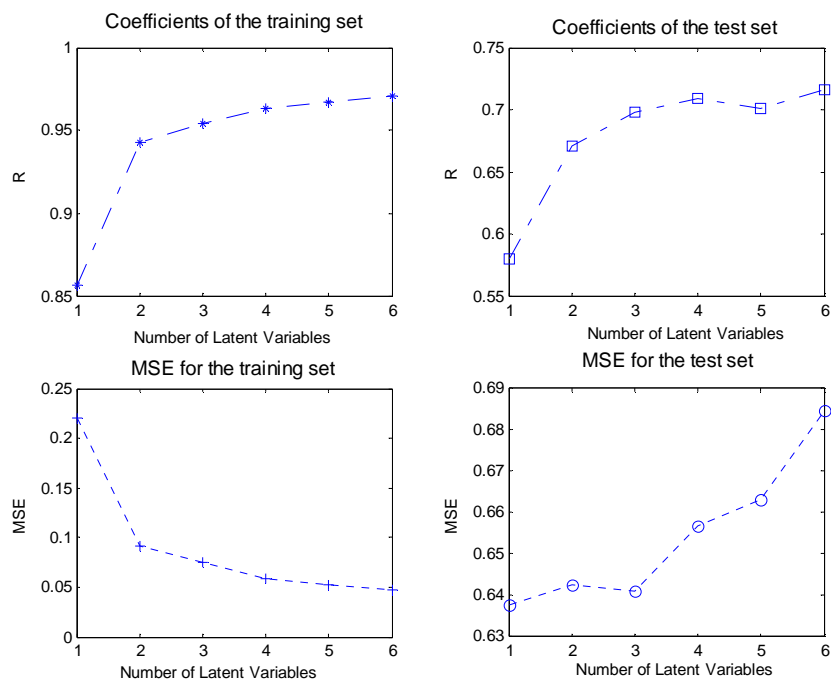 Coefficients of the training set
1
0.95
0.9
0.85
R
1 2 3 4 5 6
Number of Latent Variables
Coefficients of the test set
0.75
0.7
0.65
0.6
0.55
R
1 2 3 4 5 6
Number of Latent Variables
MSE for the training set
0.25
0.2
0.15
0.1
0.05
0
MSE
1 2 3 4 5 6
Number of Latent Variables
MSE for the test set
0.69
0.68
0.67
0.66
0.65
0.64
0.63
MSE
1 2 3 4 5 6
Number of Latent Variables